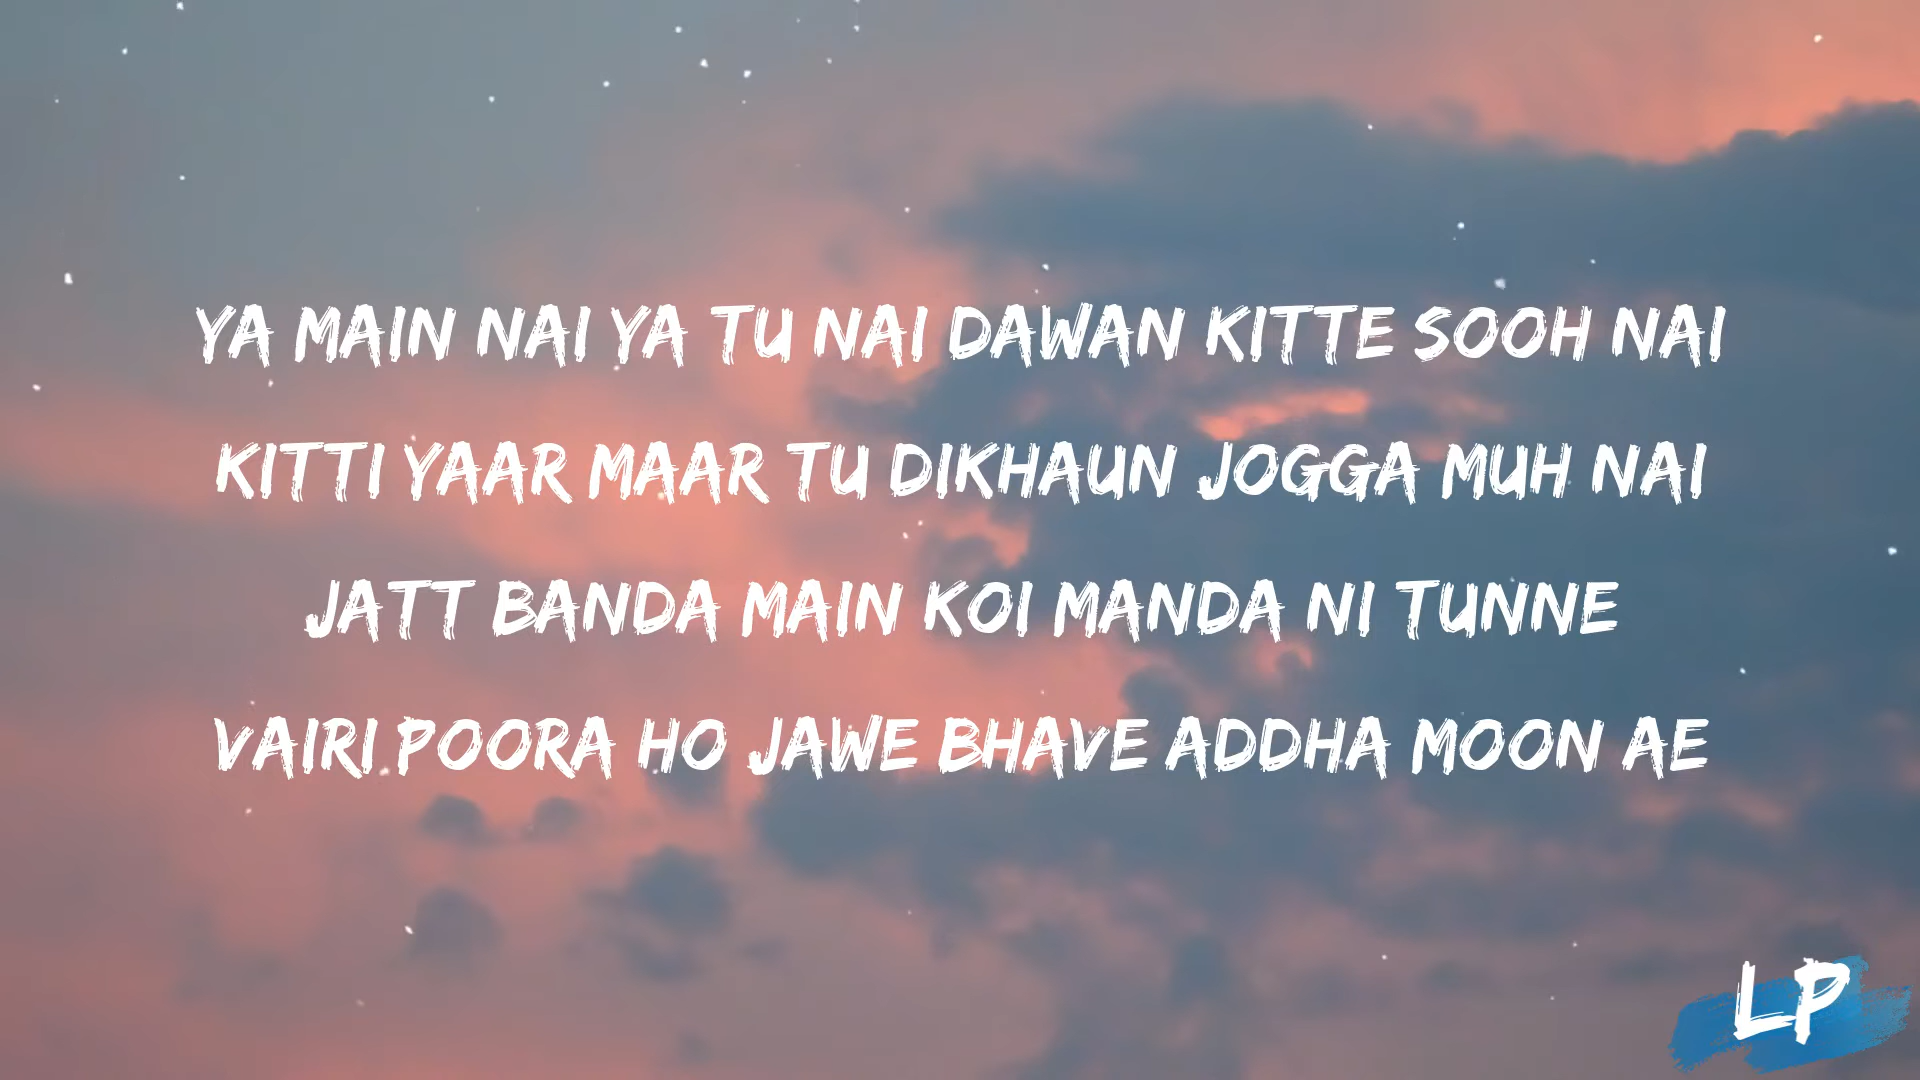 YA MAIN NAI YA TU NAI DAWAN KITTE SOOH NAI
KITTI YAAR MAAR TU DIKHAUN JOGGA MUH NAI
JATT BANDA MAIN KOI MANDA NI TUNNE
VAIRI POORA HO JAWE BHAVE ADDHA MOON AE
LP